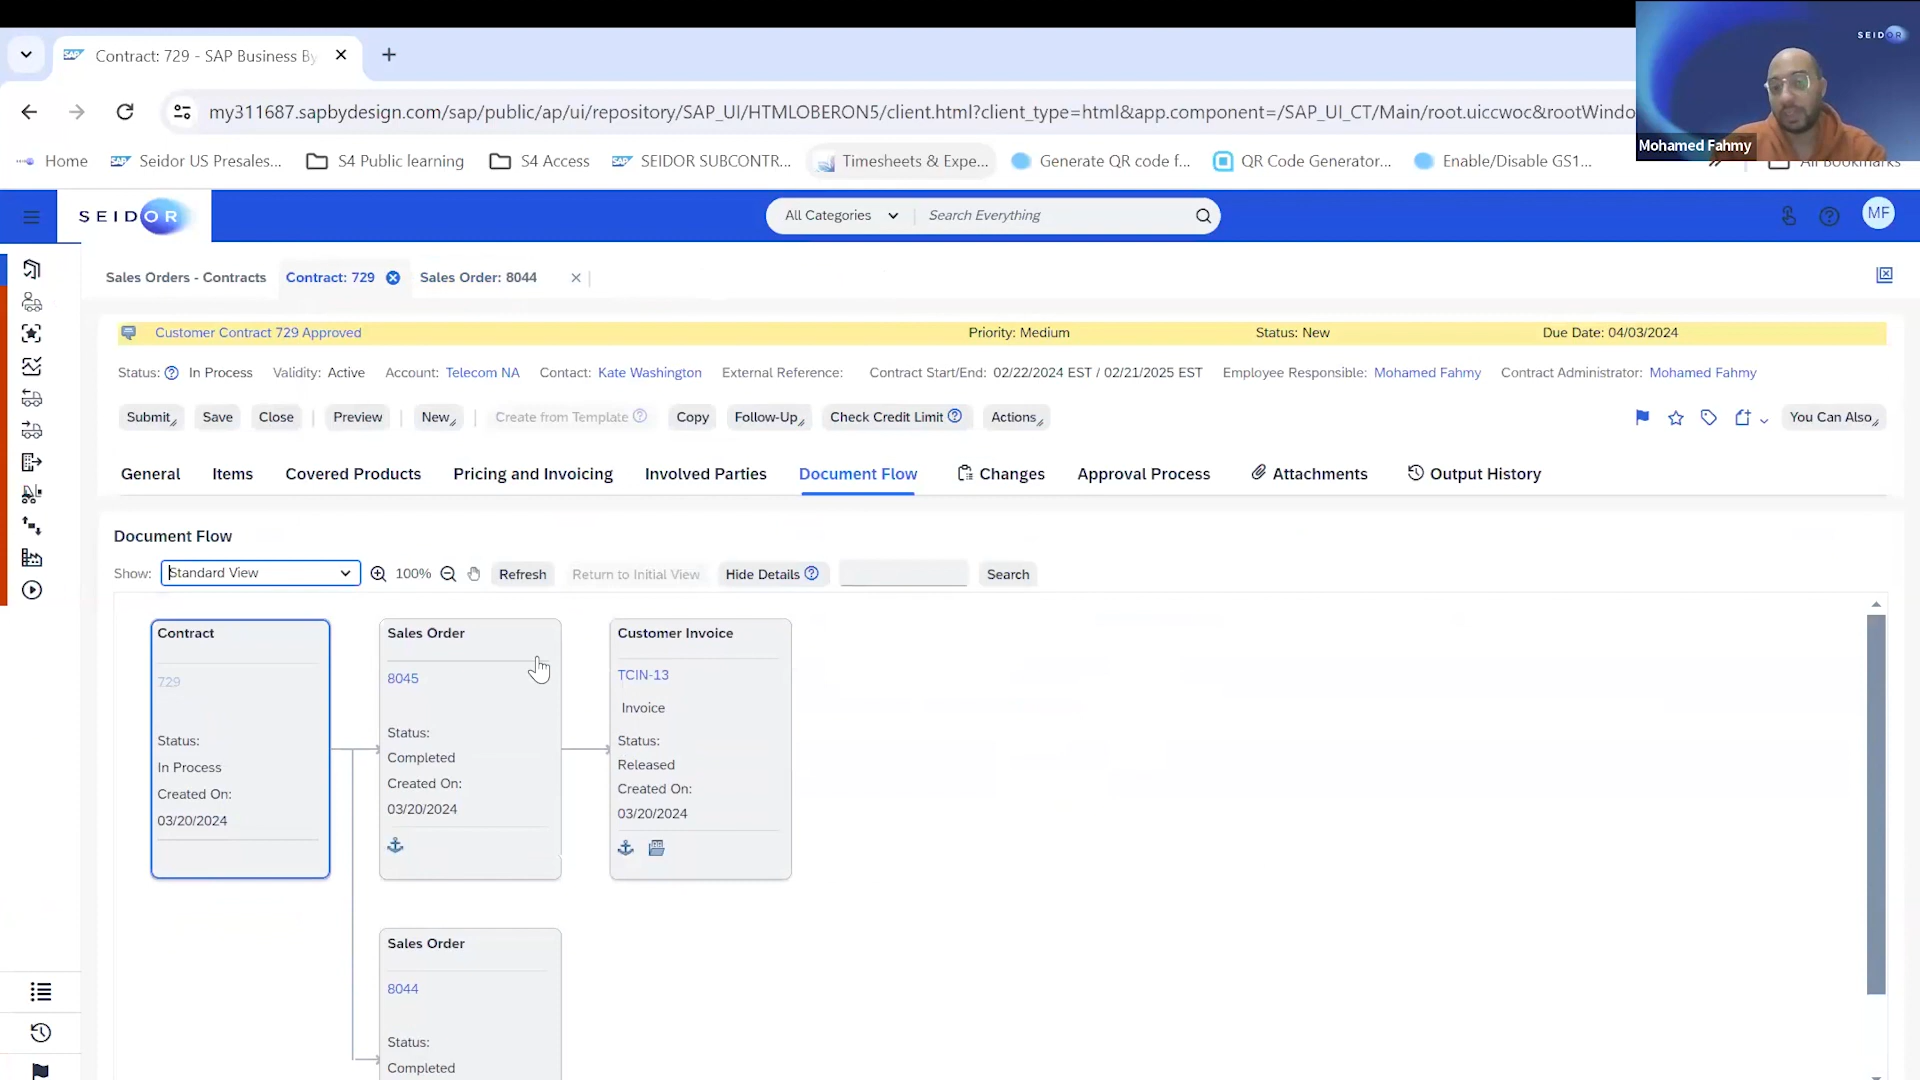 Contract: 729 - SAP Business By
my311687.sapbydesign.com/sap/public/ap/ui/repository/SAP_UI/HTMLOBERON5/client.html?client_type=html&app.component=/SAP_UI_CT/Main/root.uiccwoc&rootWindo
SEIDOR
Mohamed Fahmy
Home
Seidor US Presales...
S4 Public learning
S4 Access
SEIDOR SUBCONTR...
Timesheets & Expe...
Generate QR code f...
QR Code Generator...
Enable/Disable GS1...
All Bookmarks
SEIDOR
All Categories
Search Everything
MF
Sales Orders - Contracts
Contract: 729
Sales Order: 8044
Customer Contract 729 Approved
Priority: Medium
Status: New
Due Date: 04/03/2024
Status: In Process
Validity: Active
Account: Telecom NA
Contact: Kate Washington
External Reference:
Contract Start/End: 02/22/2024 EST / 02/21/2025 EST
Employee Responsible: Mohamed Fahmy
Contract Administrator: Mohamed Fahmy
Submit
Save
Close
Preview
New
Create from Template
Copy
Follow-Up
Check Credit Limit
Actions
You Can Also
General
Items
Covered Products
Pricing and Invoicing
Involved Parties
Document Flow
Changes
Approval Process
Attachments
Output History
Document Flow
Show: Standard View
100%
Refresh
Return to Initial View
Hide Details
Search
Contract
729
Status:
In Process
Created On:
03/20/2024
Sales Order
8045
Status:
Completed
Created On:
03/20/2024
Customer Invoice
TCIN-13
Invoice
Status:
Released
Created On:
03/20/2024
Sales Order
8044
Status:
Completed